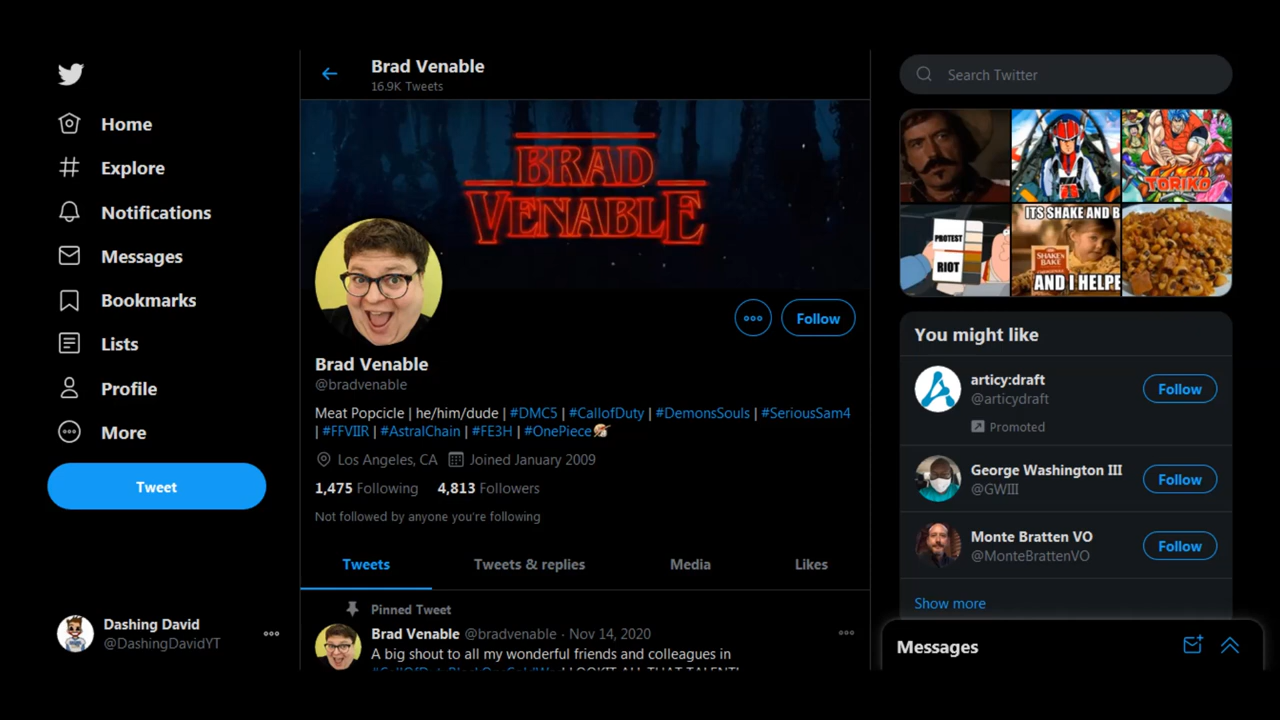 Home
Explore
Notifications
Messages
Bookmarks
Lists
Profile
More
Tweet
Dashing David
@DashingDavidYT
Brad Venable
16.9K Tweets
BRAD
VENABLE
Follow
Brad Venable
@bradvenable
Meat Popcicle | he/him/dude | #DMC5 | #CallofDuty | #DemonsSouls | #SeriousSam4
| #FFVIIR | #AstralChain | #FE3H | #OnePiece
Los Angeles, CA Joined January 2009
1,475 Following 4,813 Followers
Not followed by anyone you're following
Tweets Tweets & replies Media Likes
Pinned Tweet
Brad Venable @bradvenable · Nov 14, 2020
A big shout to all my wonderful friends and colleagues in
Search Twitter
TORIKO
PROTEST
RIOT
ITS SHAKE AND B
SHAKE
BAKE
AND I HELPE
You might like
articy:draft
@articydraft
Follow
Promoted
George Washington III
@GWIII
Follow
Monte Bratten VO
@MonteBrattenVO
Follow
Show more
Messages